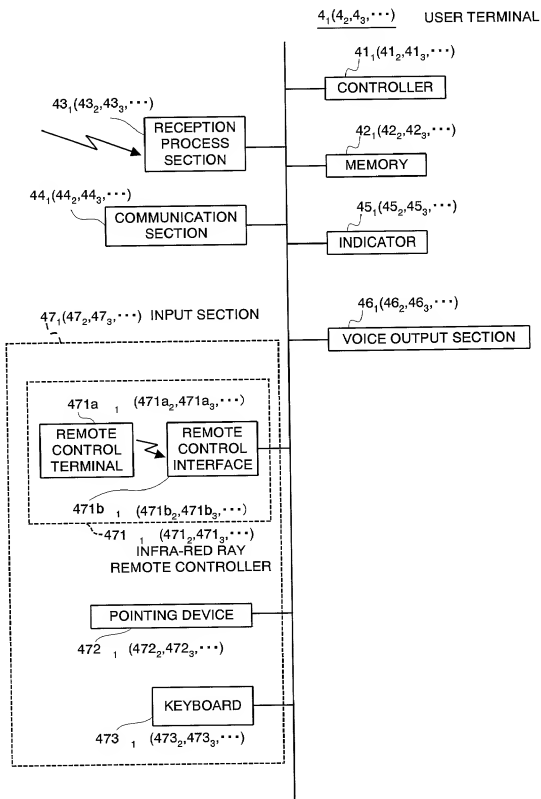 4₁(4₂,4₃,···) USER TERMINAL
41₁(41₂,41₃,···)
CONTROLLER
43₁(43₂,43₃,···)
RECEPTION
PROCESS
SECTION
42₁(42₂,42₃,···)
MEMORY
44₁(44₂,44₃,···)
COMMUNICATION
SECTION
45₁(45₂,45₃,···)
INDICATOR
47₁(47₂,47₃,···) INPUT SECTION
46₁(46₂,46₃,···)
VOICE OUTPUT SECTION
471a ₁ (471a₂,471a₃,···)
REMOTE
CONTROL
TERMINAL
REMOTE
CONTROL
INTERFACE
471b ₁ (471b₂,471b₃,···)
471 ₁ (471₂,471₃,···)
INFRA-RED RAY
REMOTE CONTROLLER
POINTING DEVICE
472 ₁ (472₂,472₃,···)
KEYBOARD
473 ₁ (473₂,473₃,···)